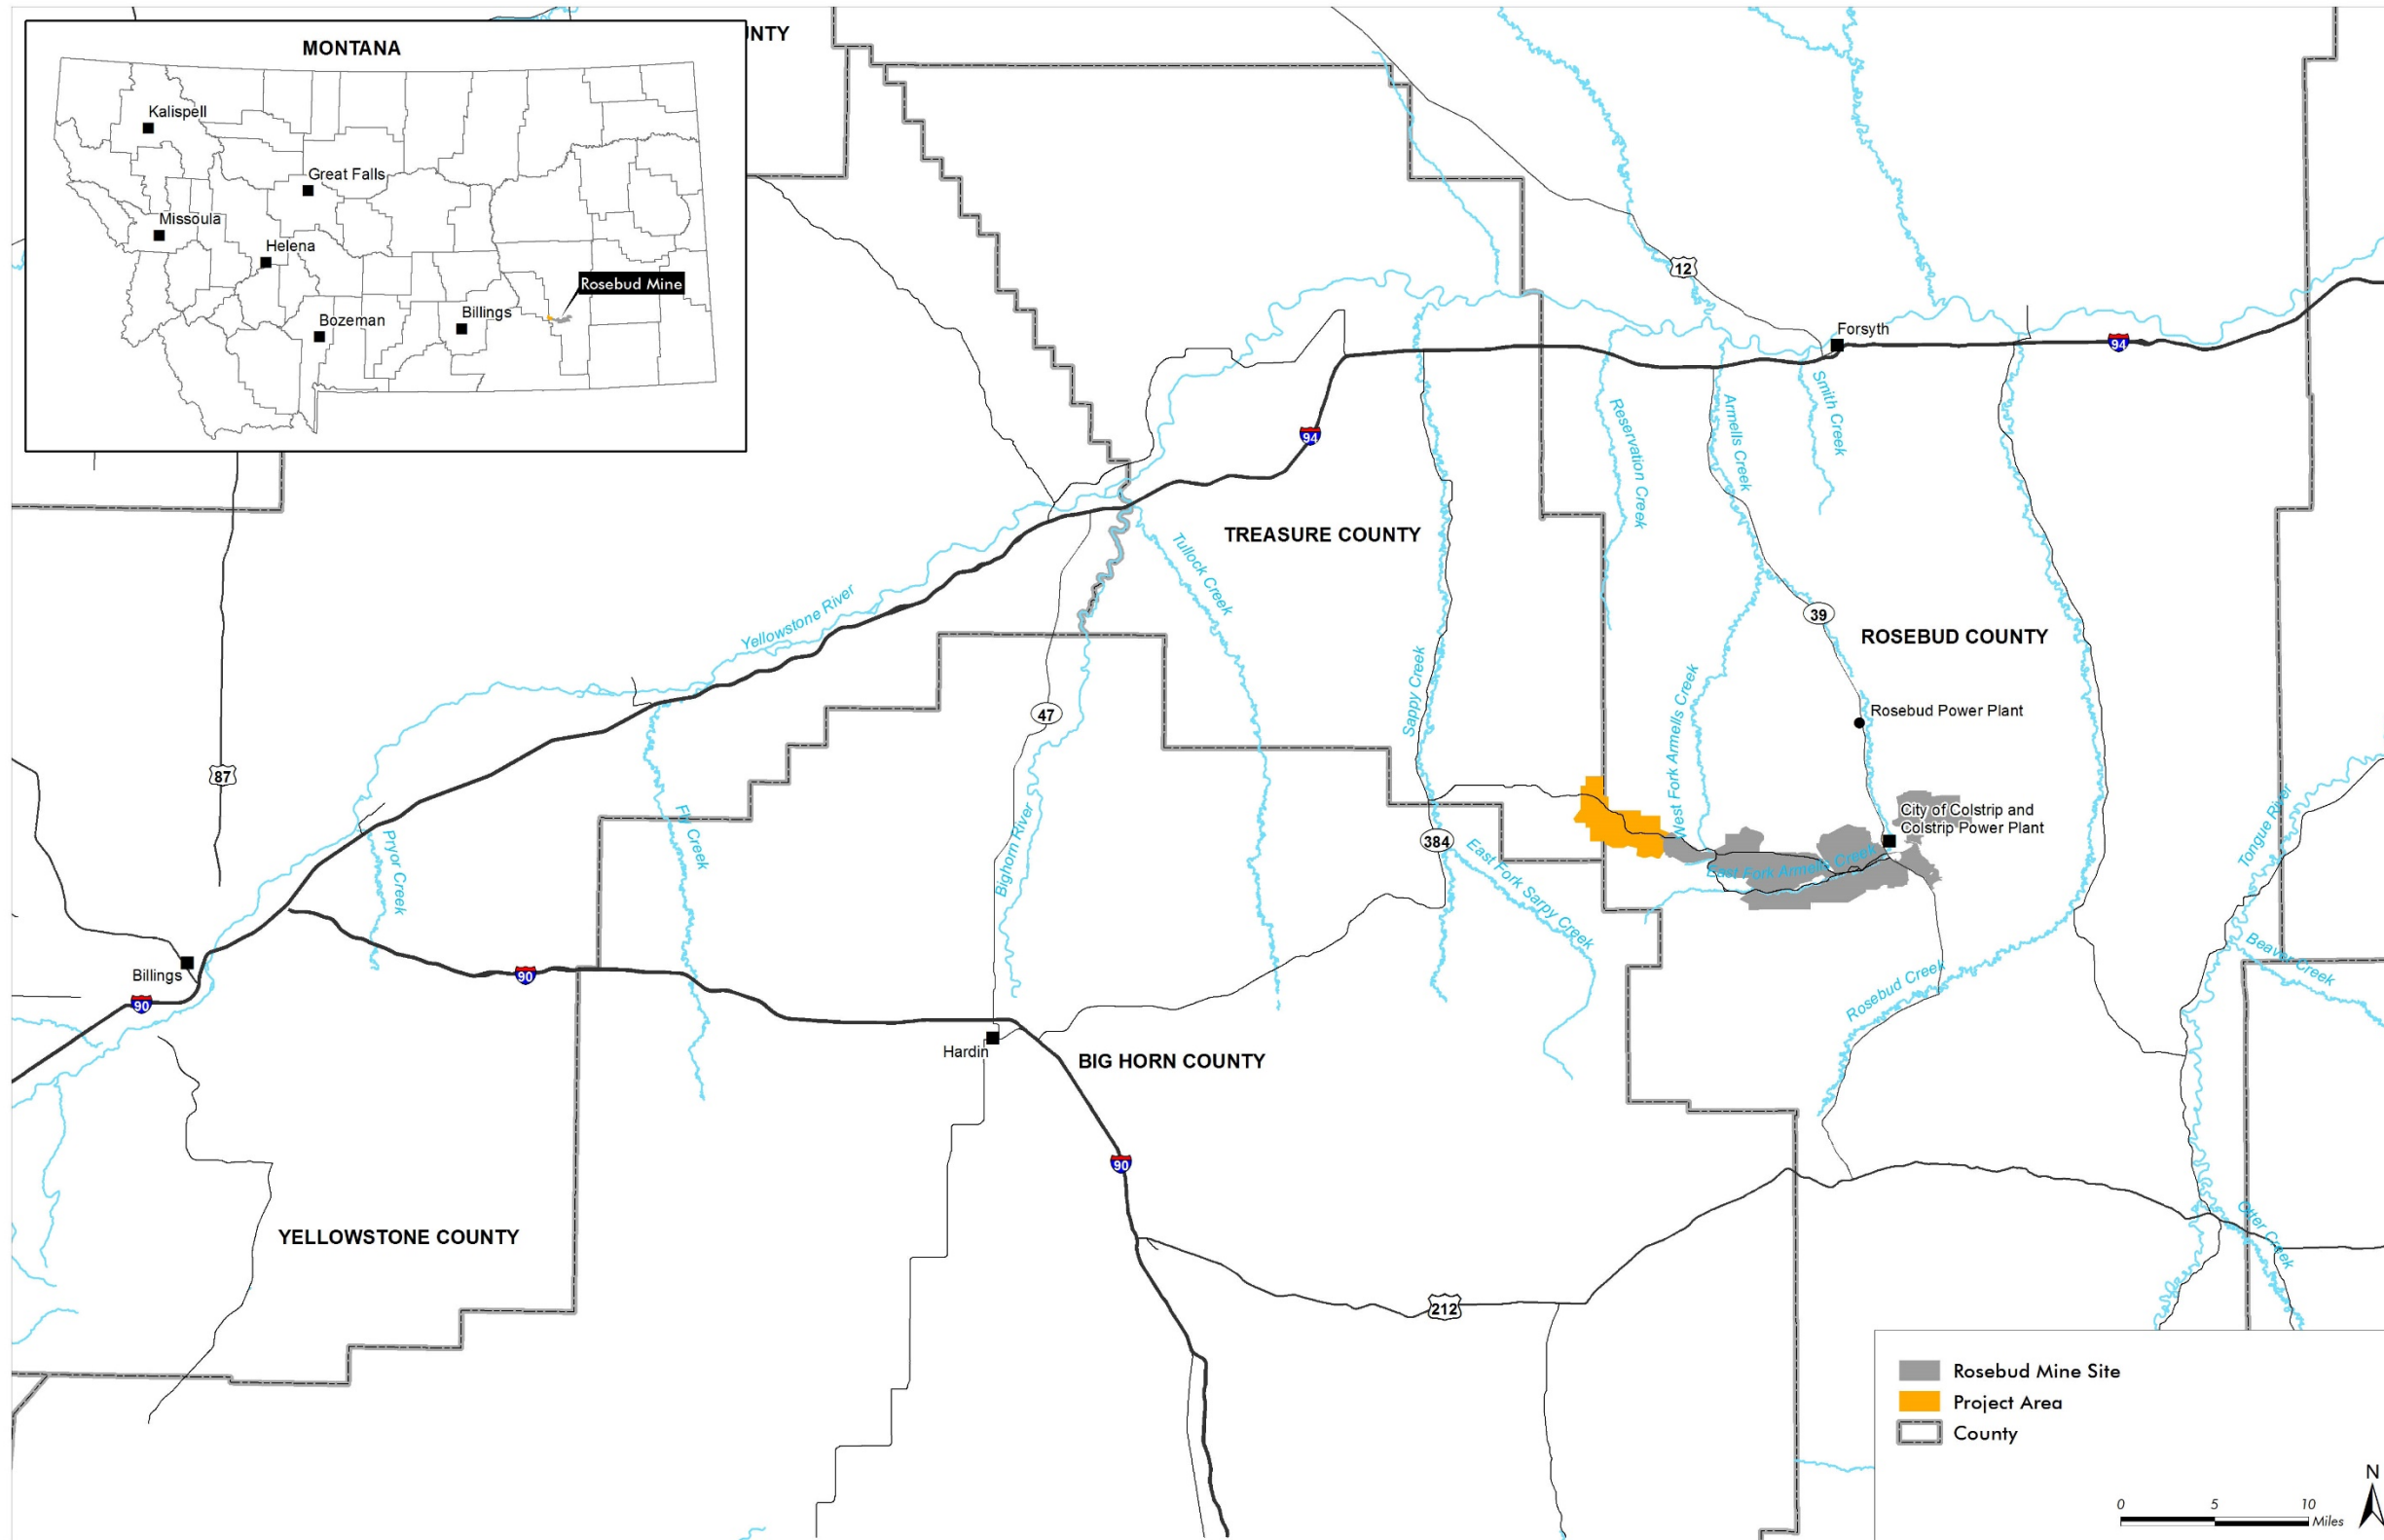 MONTANA
Kalispell
Great Falls
Missoula
Helena
Rosebud Mine
Bozeman
Billings
NTY
12
Forsyth
94
94
Smith Creek
Armells Creek
Reservation Creek
TREASURE COUNTY
Tullock Creek
Yellowstone River
39
ROSEBUD COUNTY
Sappy Creek
West Fork Armells Creek
47
Rosebud Power Plant
87
City of Colstrip and
Colstrip Power Plant
Tongue River
Fly Creek
Pryor Creek
Bighorn River
384
East Fork Armells Creek
East Fork Sarpy Creek
Beaver Creek
Rosebud Creek
Billings
90
90
Hardin
BIG HORN COUNTY
90
YELLOWSTONE COUNTY
Otter Creek
212
Rosebud Mine Site
Project Area
County
N
0 5 10
Miles